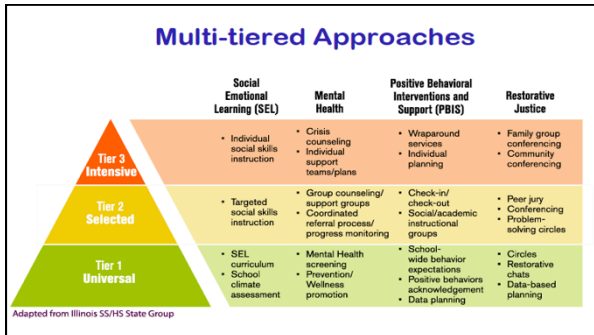 Multi-tiered Approaches
Social
Emotional
Learning (SEL)
Mental
Health
Positive Behavioral
Interventions and
Support (PBIS)
Restorative
Justice
Tier 3
Intensive
• Individual
social skills
instruction
• Crisis
counseling
• Individual
support
teams/plans
• Wraparound
services
• Individual
planning
• Family group
conferencing
• Community
conferencing
Tier 2
Selected
• Targeted
social skills
instruction
• Group counseling/
support groups
• Coordinated
referral process/
progress monitoring
• Check-in/
check-out
• Social/academic
instructional
groups
• Peer jury
• Conferencing
• Problem-
solving circles
Tier 1
Universal
• SEL
curriculum
• School
climate
assessment
• Mental Health
screening
• Prevention/
Wellness
promotion
• School-
wide behavior
expectations
• Positive behaviors
acknowledgement
• Data planning
• Circles
• Restorative
chats
• Data-based
planning
Adapted from Illinois SS/HS State Group